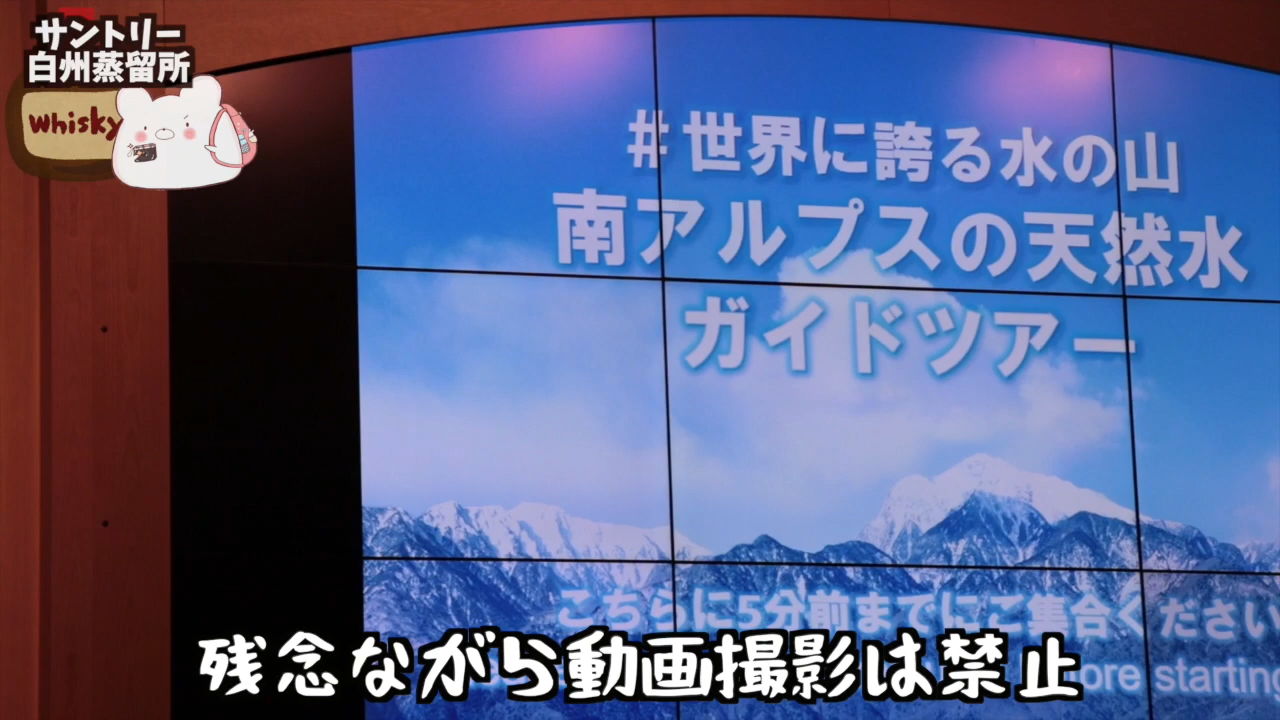 サントリー
白州蒸留所
Whisky
#世界に誇る水の山
南アルプスの天然水
ガイドツアー
こちらに5分前までにご集合ください
残念ながら動画撮影は禁止
starting